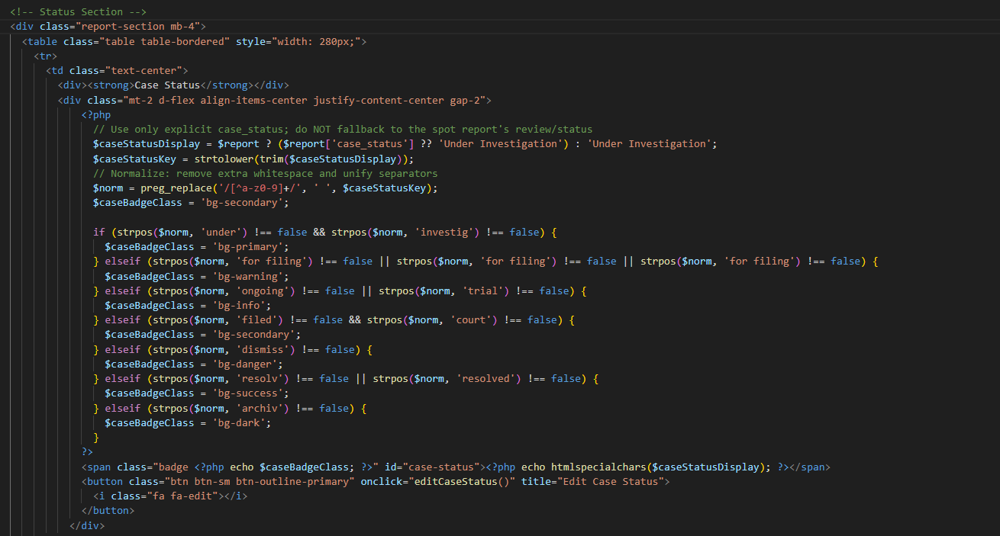 <!-- Status Section -->
<div class="report-section mb-4">
<table class="table table-bordered" style="width: 280px;">
<tr>
<td class="text-center">
<div><strong>Case Status</strong></div>
<div class="mt-2 d-flex align-items-center justify-content-center gap-2">
<?php
// Use only explicit case_status; do NOT fallback to the spot report's review/status
$caseStatusDisplay = $report ? ($report['case_status'] ?? 'Under Investigation') : 'Under Investigation';
$caseStatusKey = strtolower(trim($caseStatusDisplay));
// Normalize: remove extra whitespace and unify separators
$norm = preg_replace('/[^a-z0-9]+/', ' ', $caseStatusKey);
$caseBadgeClass = 'bg-secondary';
if (strpos($norm, 'under') !== false && strpos($norm, 'investig') !== false) {
$caseBadgeClass = 'bg-primary';
} elseif (strpos($norm, 'for filing') !== false || strpos($norm, 'for filing') !== false || strpos($norm, 'for filing') !== false) {
$caseBadgeClass = 'bg-warning';
} elseif (strpos($norm, 'ongoing') !== false || strpos($norm, 'trial') !== false) {
$caseBadgeClass = 'bg-info';
} elseif (strpos($norm, 'filed') !== false && strpos($norm, 'court') !== false) {
$caseBadgeClass = 'bg-secondary';
} elseif (strpos($norm, 'dismiss') !== false) {
$caseBadgeClass = 'bg-danger';
} elseif (strpos($norm, 'resolv') !== false || strpos($norm, 'resolved') !== false) {
$caseBadgeClass = 'bg-success';
} elseif (strpos($norm, 'archiv') !== false) {
$caseBadgeClass = 'bg-dark';
}
?>
<span class="badge <?php echo $caseBadgeClass; ?>" id="case-status"><?php echo htmlspecialchars($caseStatusDisplay); ?></span>
<button class="btn btn-sm btn-outline-primary" onclick="editCaseStatus()" title="Edit Case Status">
<i class="fa fa-edit"></i>
</button>
</div>